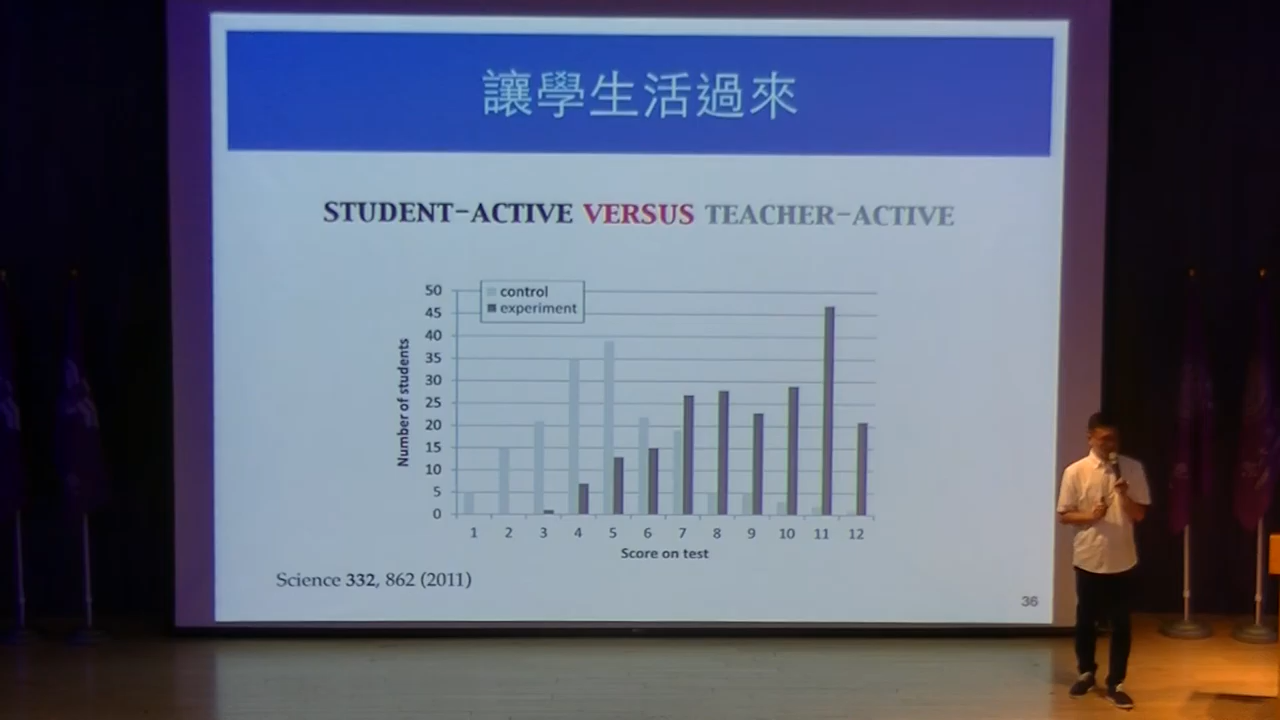 讓學生活過來
STUDENT-ACTIVE VERSUS TEACHER-ACTIVE
control
experiment
50
45
40
35
30
25
20
15
10
5
0
Number of students
1 2 3 4 5 6 7 8 9 10 11 12
Score on test
Science 332, 862 (2011)
36